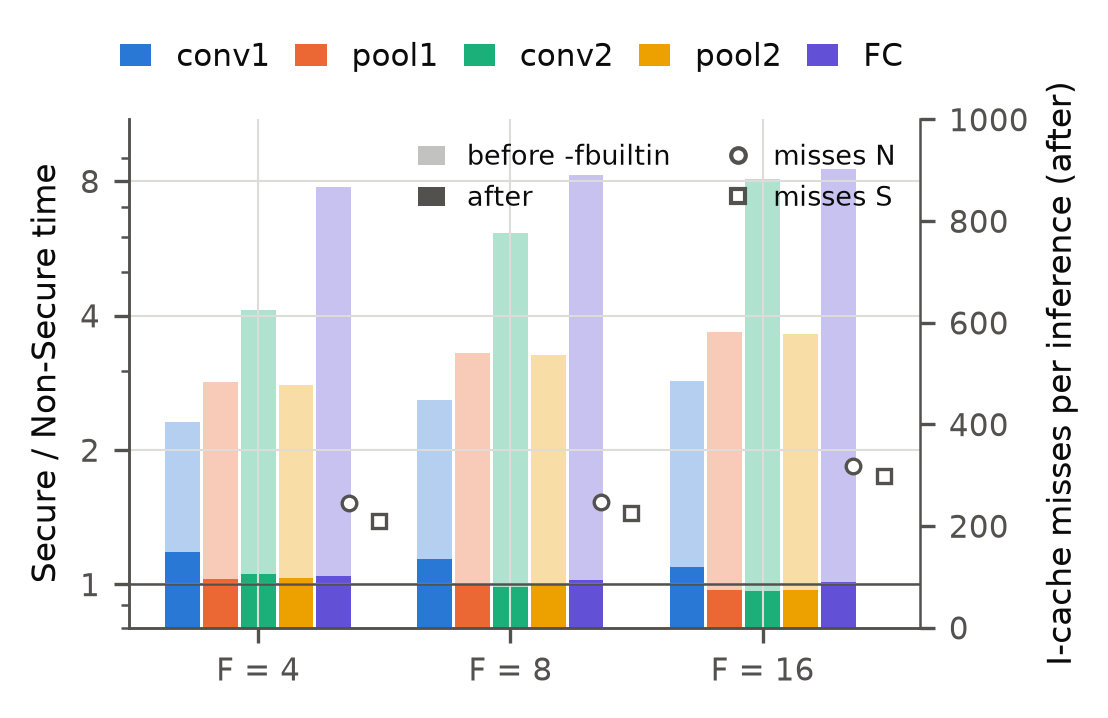 conv1 pool1 conv2 pool2 FC
before -fbuiltin misses N
after misses S
Secure / Non-Secure time
8
4
2
1
1000
800
600
400
200
0
I-cache misses per inference (after)
F = 4 F = 8 F = 16